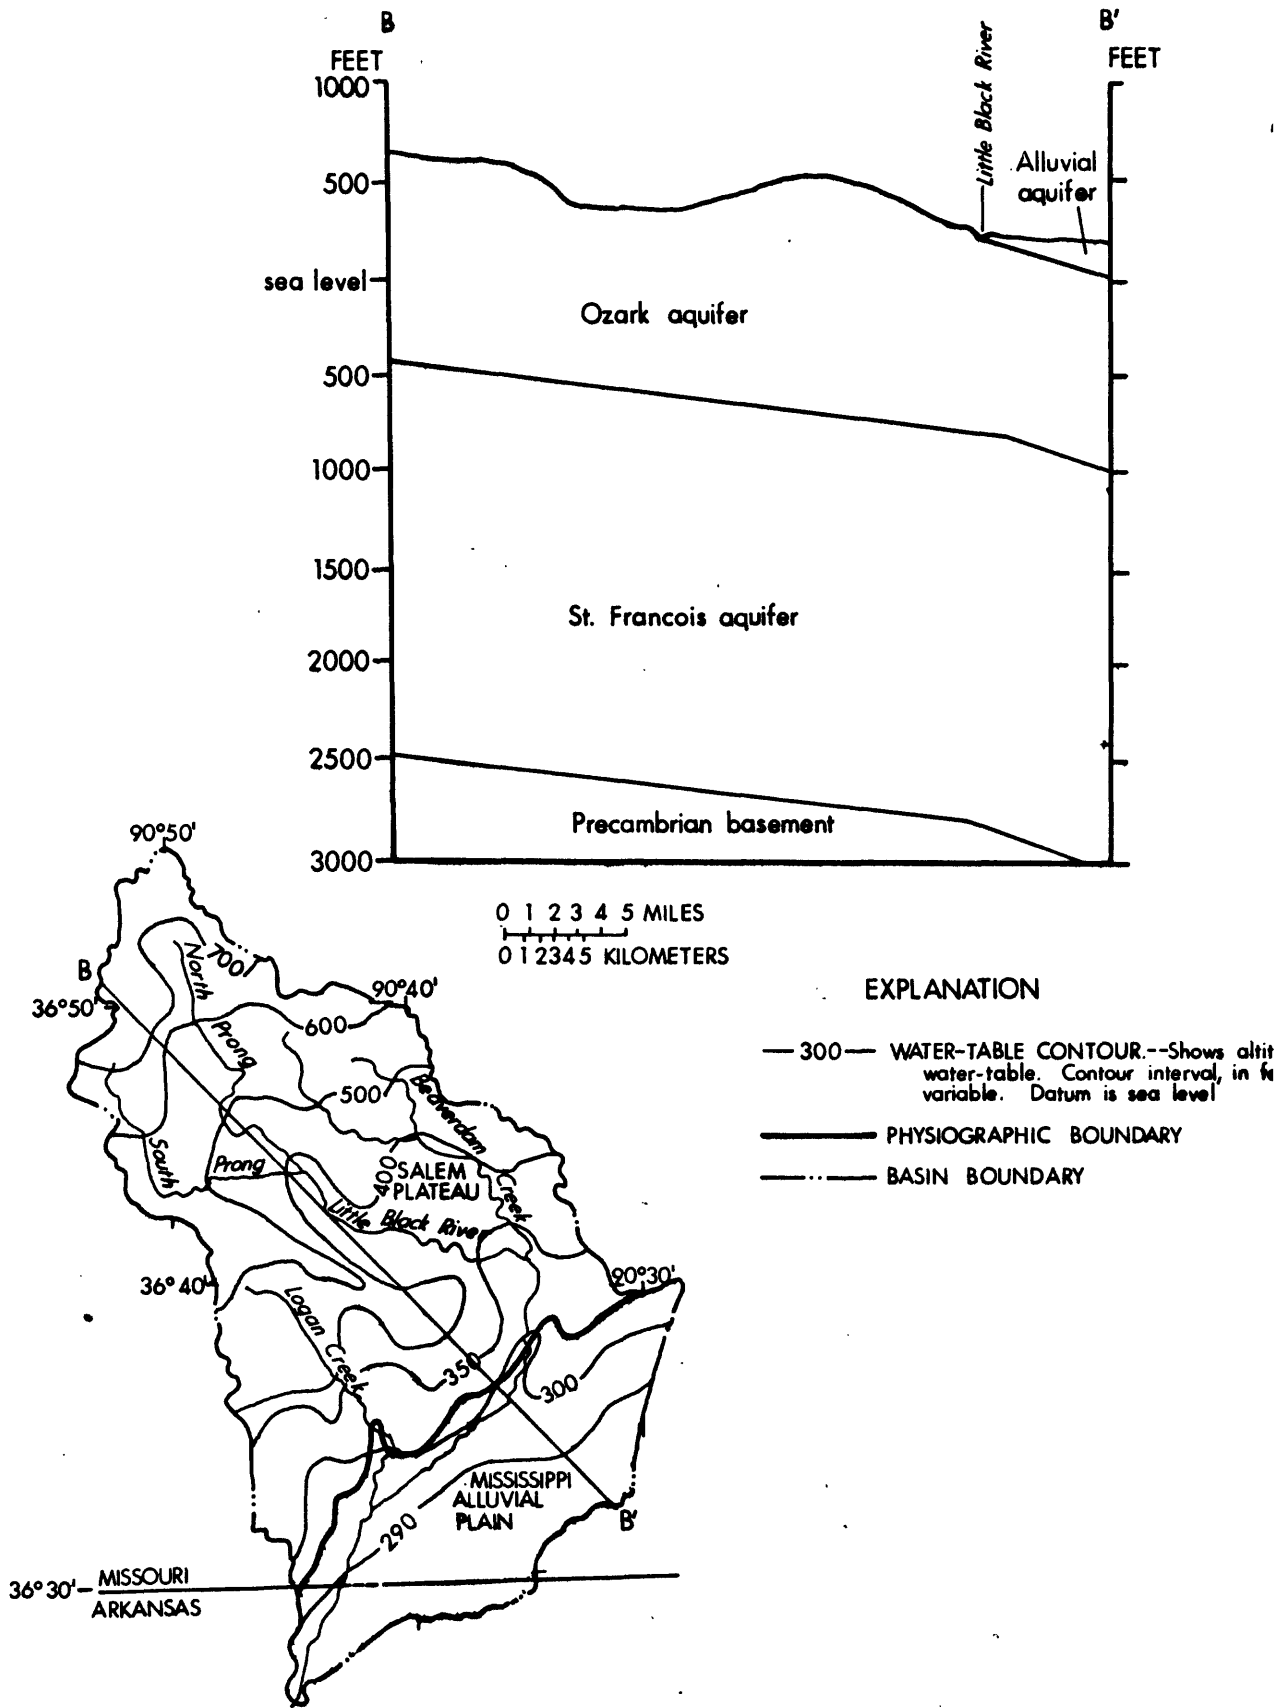 B
B'
FEET
FEET
Little Black River
1000
500
sea level
500
1000
1500
2000
2500
3000
Alluvial
aquifer
Ozark aquifer
St. Francois aquifer
Precambrian basement
0 1 2 3 4 5 MILES
0 1 2 3 4 5 KILOMETERS
90°50'
B
36°50'
North
Prong
700
90°40'
600
500
Beaverdam
Creek
South
Prong
400
SALEM
PLATEAU
Little Black River
36°40'
90°30'
Logan Creek
350
300
MISSISSIPPI
ALLUVIAL
PLAIN
290
B'
36°30'
MISSOURI
ARKANSAS
EXPLANATION
300 WATER-TABLE CONTOUR.--Shows altit
water-table. Contour interval, in fe
variable. Datum is sea level
PHYSIOGRAPHIC BOUNDARY
BASIN BOUNDARY